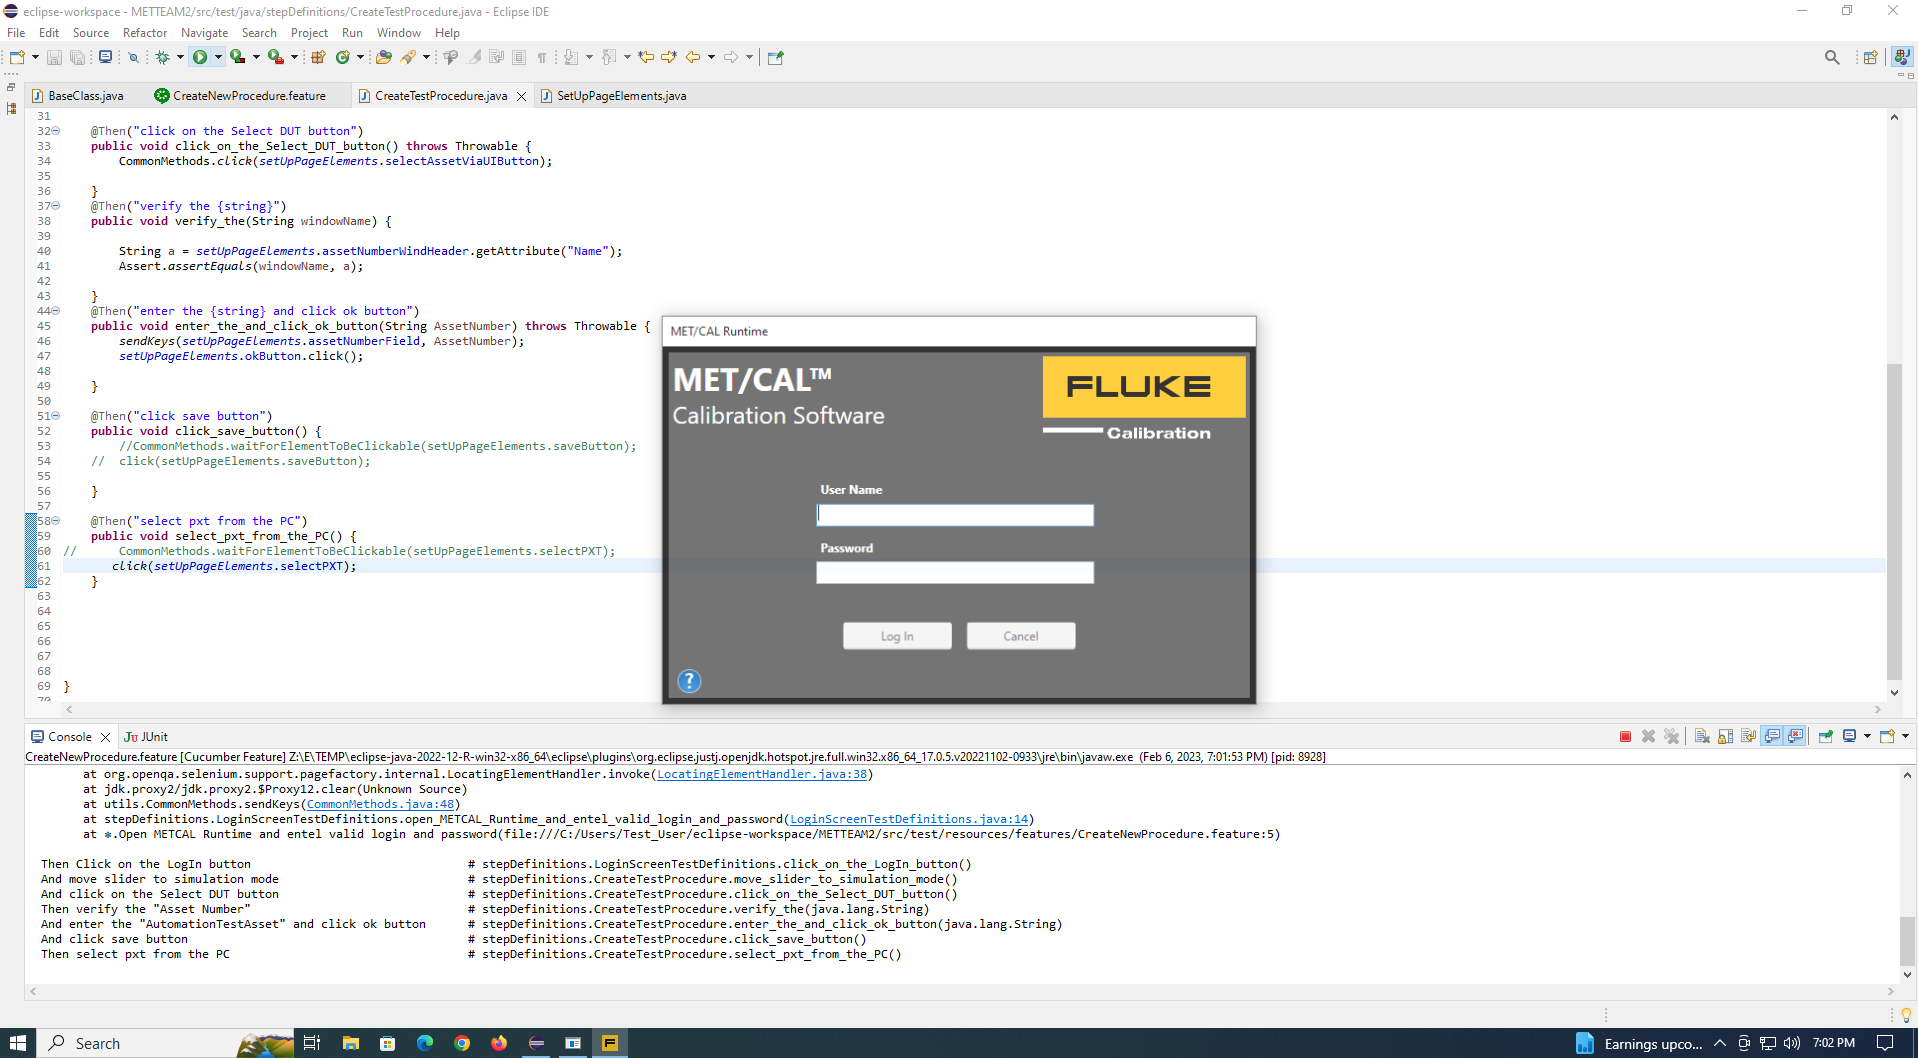 eclipse-workspace - METTEAM2/src/test/java/stepDefinitions/CreateTestProcedure.java - Eclipse IDE
File Edit Source Refactor Navigate Search Project Run Window Help
BaseClass.java CreateNewProcedure.feature CreateTestProcedure.java SetUpPageElements.java
31
32 @Then("click on the Select DUT button")
33 public void click_on_the_Select_DUT_button() throws Throwable {
34 CommonMethods.click(setUpPageElements.selectAssetViaUIButton);
35
36 }
37 @Then("verify the {string}")
38 public void verify_the(String windowName) {
39
40 String a = setUpPageElements.assetNumberWindHeader.getAttribute("Name");
41 Assert.assertEquals(windowName, a);
42
43 }
44 @Then("enter the {string} and click ok button")
45 public void enter_the_and_click_ok_button(String AssetNumber) throws Throwable {
46 sendKeys(setUpPageElements.assetNumberField, AssetNumber);
47 setUpPageElements.okButton.click();
48
49 }
50
51 @Then("click save button")
52 public void click_save_button() {
53 //CommonMethods.waitForElementToBeClickable(setUpPageElements.saveButton);
54 // click(setUpPageElements.saveButton);
55
56 }
57
58 @Then("select pxt from the PC")
59 public void select_pxt_from_the_PC() {
60 // CommonMethods.waitForElementToBeClickable(setUpPageElements.selectPXT);
61 click(setUpPageElements.selectPXT);
62 }
63
64
65
66
67
68
69 }
70
MET/CAL Runtime
MET/CAL™
Calibration Software
FLUKE
Calibration
User Name
Password
Log In Cancel
?
Console JUnit
CreateNewProcedure.feature [Cucumber Feature] Z:\E\TEMP\eclipse-java-2022-12-R-win32-x86_64\eclipse\plugins\org.eclipse.justj.openjdk.hotspot.jre.full.win32.x86_64_17.0.5.v20221102-0933\jre\bin\javaw.exe (Feb 6, 2023, 7:01:53 PM) [pid: 8928]
at org.openqa.selenium.support.pagefactory.internal.LocatingElementHandler.invoke(LocatingElementHandler.java:38)
at jdk.proxy2/jdk.proxy2.$Proxy12.clear(Unknown Source)
at utils.CommonMethods.sendKeys(CommonMethods.java:48)
at stepDefinitions.LoginScreenTestDefinitions.open_METCAL_Runtime_and_entel_valid_login_and_password(LoginScreenTestDefinitions.java:14)
at ✽.Open METCAL Runtime and entel valid login and password(file:///C:/Users/Test_User/eclipse-workspace/METTEAM2/src/test/resources/features/CreateNewProcedure.feature:5)
Then Click on the LogIn button # stepDefinitions.LoginScreenTestDefinitions.click_on_the_LogIn_button()
And move slider to simulation mode # stepDefinitions.CreateTestProcedure.move_slider_to_simulation_mode()
And click on the Select DUT button # stepDefinitions.CreateTestProcedure.click_on_the_Select_DUT_button()
Then verify the "Asset Number" # stepDefinitions.CreateTestProcedure.verify_the(java.lang.String)
And enter the "AutomationTestAsset" and click ok button # stepDefinitions.CreateTestProcedure.enter_the_and_click_ok_button(java.lang.String)
And click save button # stepDefinitions.CreateTestProcedure.click_save_button()
Then select pxt from the PC # stepDefinitions.CreateTestProcedure.select_pxt_from_the_PC()
Search
Earnings upco... 7:02 PM